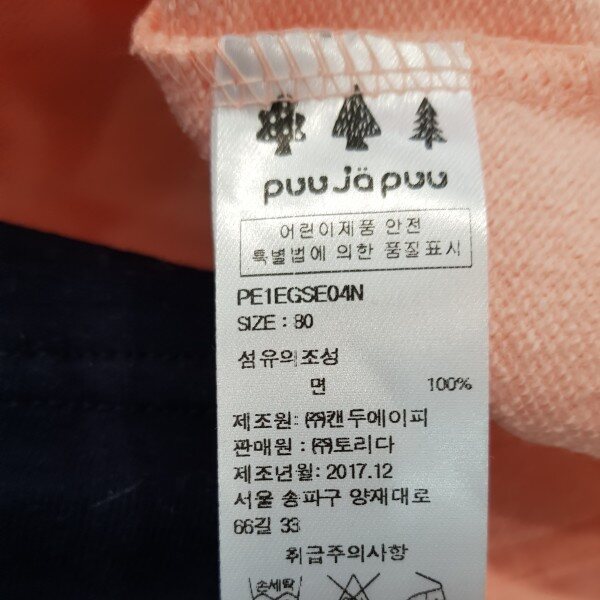 puu jä puu
어린이제품 안전
특별법에 의한 품질표시
PE1EGSE04N
SIZE : 80
섬유의조성
면 100%
제조원: ㈜캔두에이피
판매원 : ㈜토리다
제조년월: 2017.12
서울 송파구 양재대로
66길 33
취급주의사항
손세탁